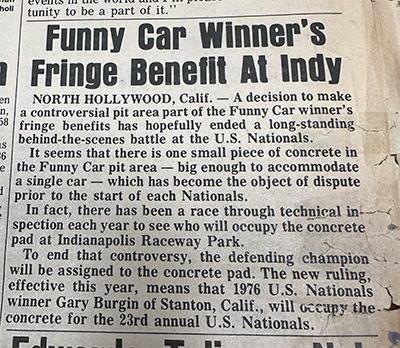 events in the world and I'm please
tunity to be a part of it."
Funny Car Winner's
Fringe Benefit At Indy
NORTH HOLLYWOOD, Calif. — A decision to make
a controversial pit area part of the Funny Car winner's
fringe benefits has hopefully ended a long-standing
behind-the-scenes battle at the U.S. Nationals.
It seems that there is one small piece of concrete in
the Funny Car pit area — big enough to accommodate
a single car — which has become the object of dispute
prior to the start of each Nationals.
In fact, there has been a race through technical in-
spection each year to see who will occupy the concrete
pad at Indianapolis Raceway Park.
To end that controversy, the defending champion
will be assigned to the concrete pad. The new ruling,
effective this year, means that 1976 U.S. Nationals
winner Gary Burgin of Stanton, Calif., will occupy the
concrete for the 23rd annual U.S. Nationals.